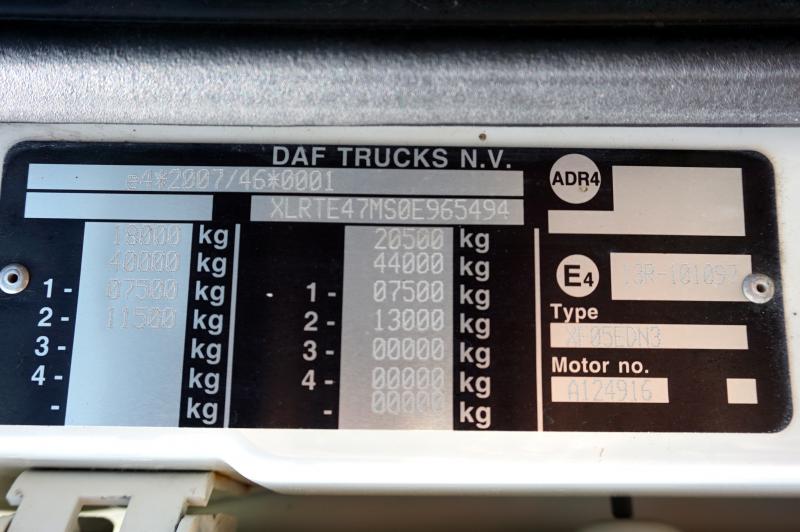 DAF TRUCKS N.V.
e4*2007/46*0001
XLRTE47MS0E965494
18000 kg 20500 kg
40000 kg 44000 kg
1 - 07500 kg 1 - 07500 kg
2 - 11500 kg 2 - 13000 kg
3 - kg 3 - 00000 kg
4 - kg 4 - 00000 kg
- kg - 00000 kg
ADR4
E4 13R-101092
Type
XF05EDN3
Motor no.
A124916